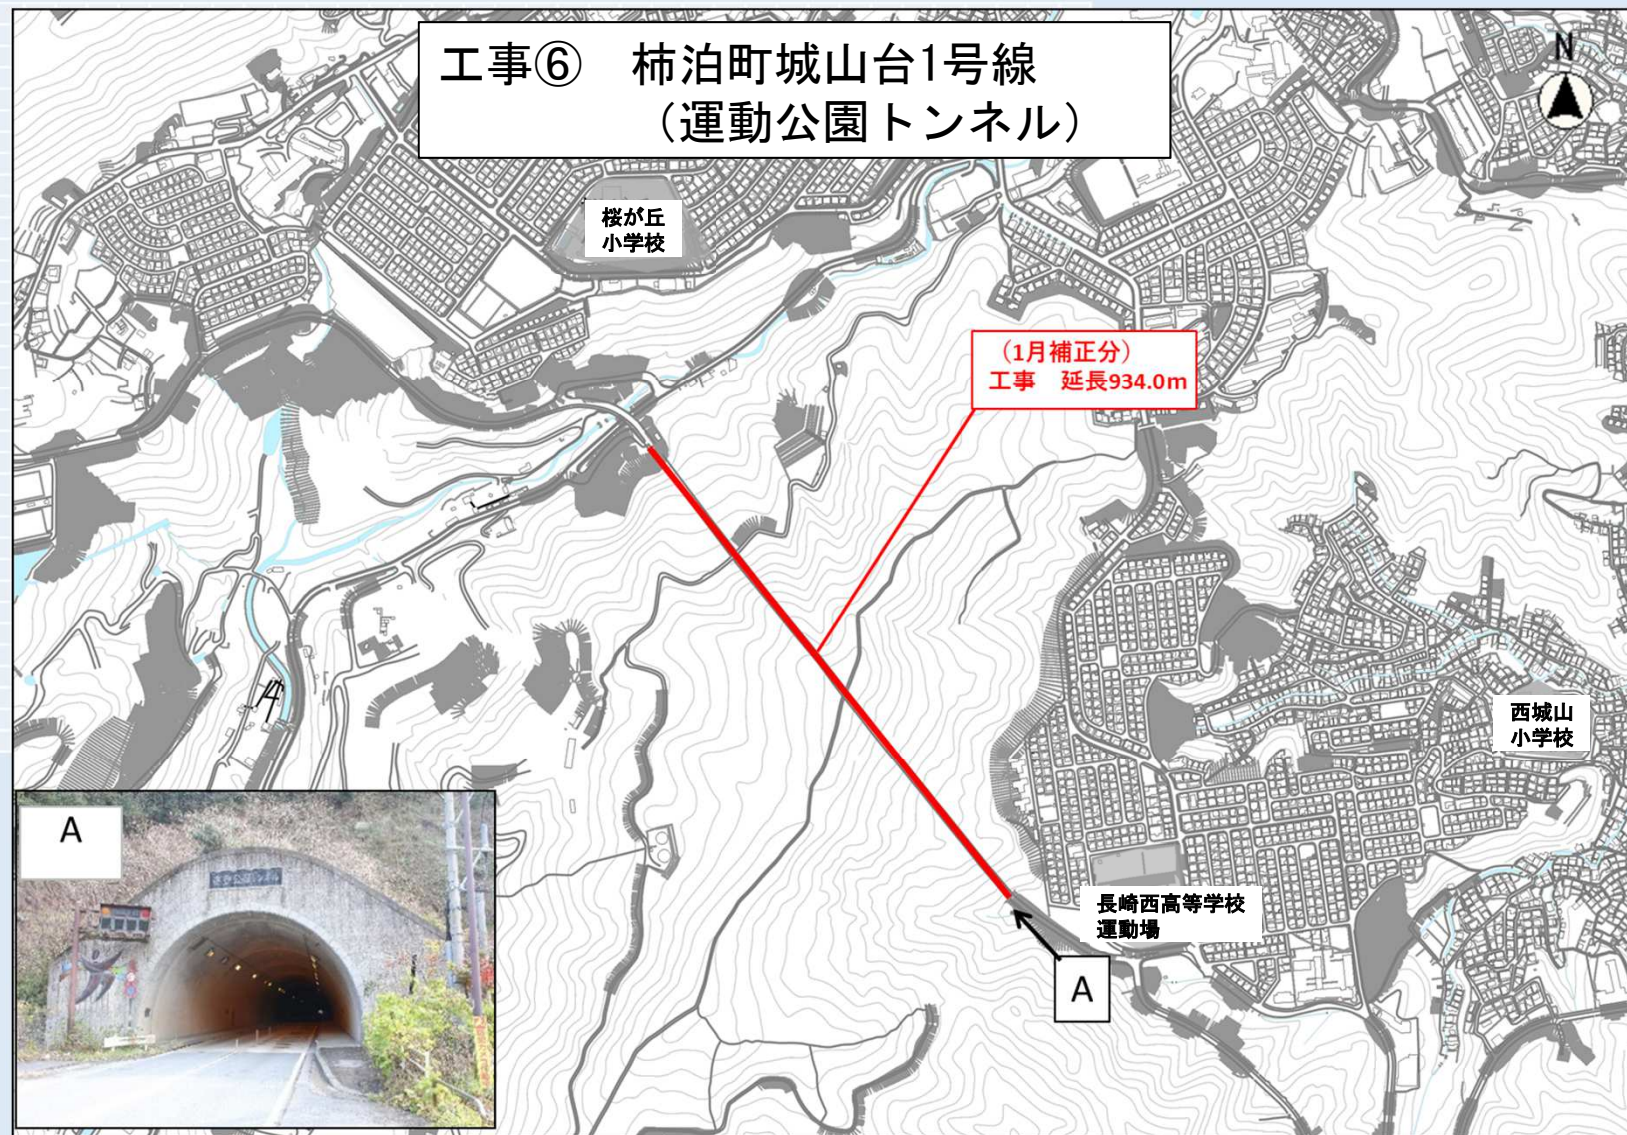 工事⑥　柿泊町城山台1号線
（運動公園トンネル）
N
桜が丘
小学校
（1月補正分）
工事　延長934.0m
西城山
小学校
長崎西高等学校
運動場
A
A